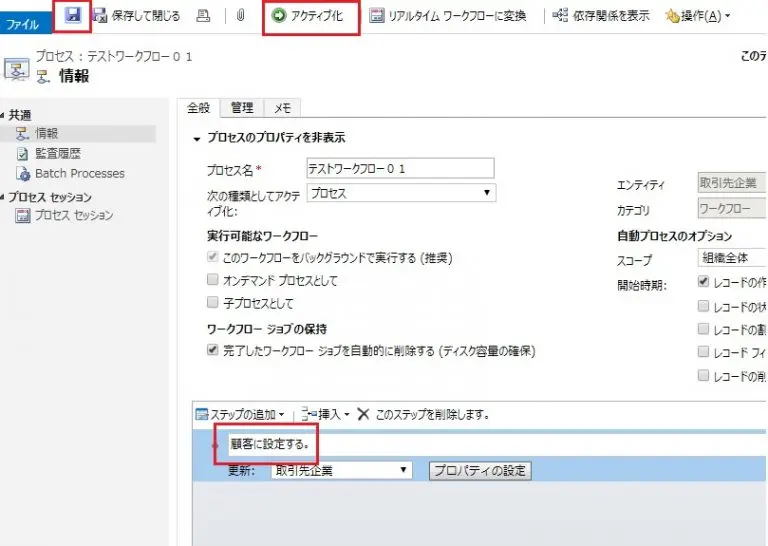 ファイル
保存して閉じる
アクティブ化
リアルタイム ワークフローに変換
依存関係を表示
操作(A)
プロセス : テストワークフロー０１
情報
このテ
共通
情報
監査履歴
Batch Processes
プロセス セッション
プロセス セッション
全般 管理 メモ
プロセスのプロパティを非表示
プロセス名* テストワークフロー０１
次の種類としてアクテ
ィブ化: プロセス
実行可能なワークフロー
このワークフローをバックグラウンドで実行する (推奨)
オンデマンド プロセスとして
子プロセスとして
ワークフロー ジョブの保持
完了したワークフロー ジョブを自動的に削除する (ディスク容量の確保)
エンティティ 取引先企業
カテゴリ ワークフロー
自動プロセスのオプション
スコープ 組織全体
開始時期: レコードの作
レコードの状
レコードの割
レコード フィ
レコードの削
ステップの追加 挿入 このステップを削除します。
顧客に設定する。
更新: 取引先企業 プロパティの設定